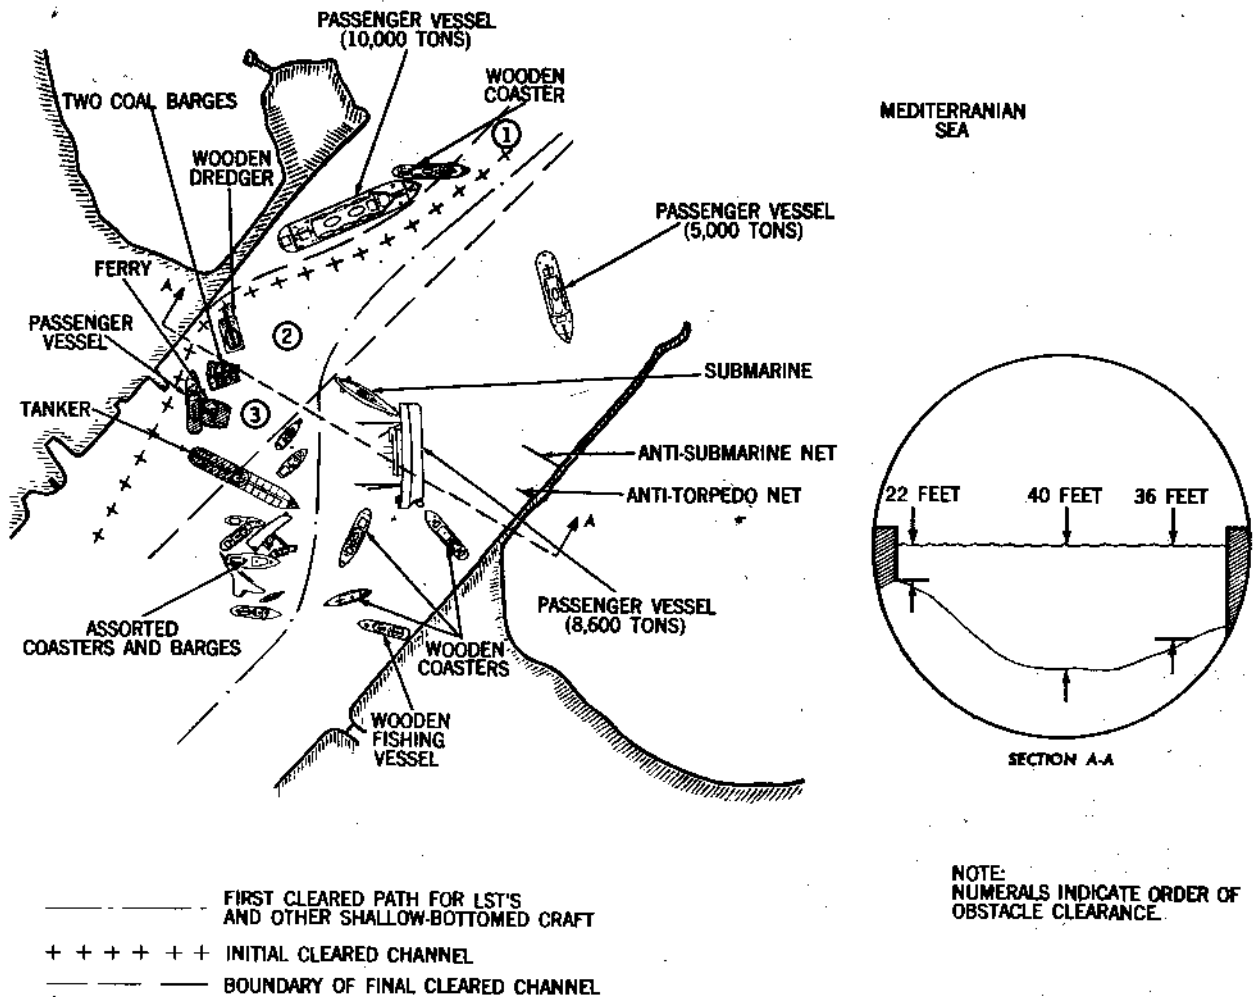 PASSENGER VESSEL
(10,000 TONS)
WOODEN
COASTER
TWO COAL BARGES
1
MEDITERRANIAN
SEA
WOODEN
DREDGER
PASSENGER VESSEL
(5,000 TONS)
FERRY
A
PASSENGER
VESSEL
2
SUBMARINE
TANKER
3
ANTI-SUBMARINE NET
ANTI-TORPEDO NET
A
22 FEET
40 FEET
36 FEET
PASSENGER VESSEL
(8,600 TONS)
ASSORTED
COASTERS AND BARGES
WOODEN
COASTERS
WOODEN
FISHING
VESSEL
SECTION A-A
FIRST CLEARED PATH FOR LST'S
AND OTHER SHALLOW-BOTTOMED CRAFT
INITIAL CLEARED CHANNEL
BOUNDARY OF FINAL CLEARED CHANNEL
NOTE:
NUMERALS INDICATE ORDER OF
OBSTACLE CLEARANCE.